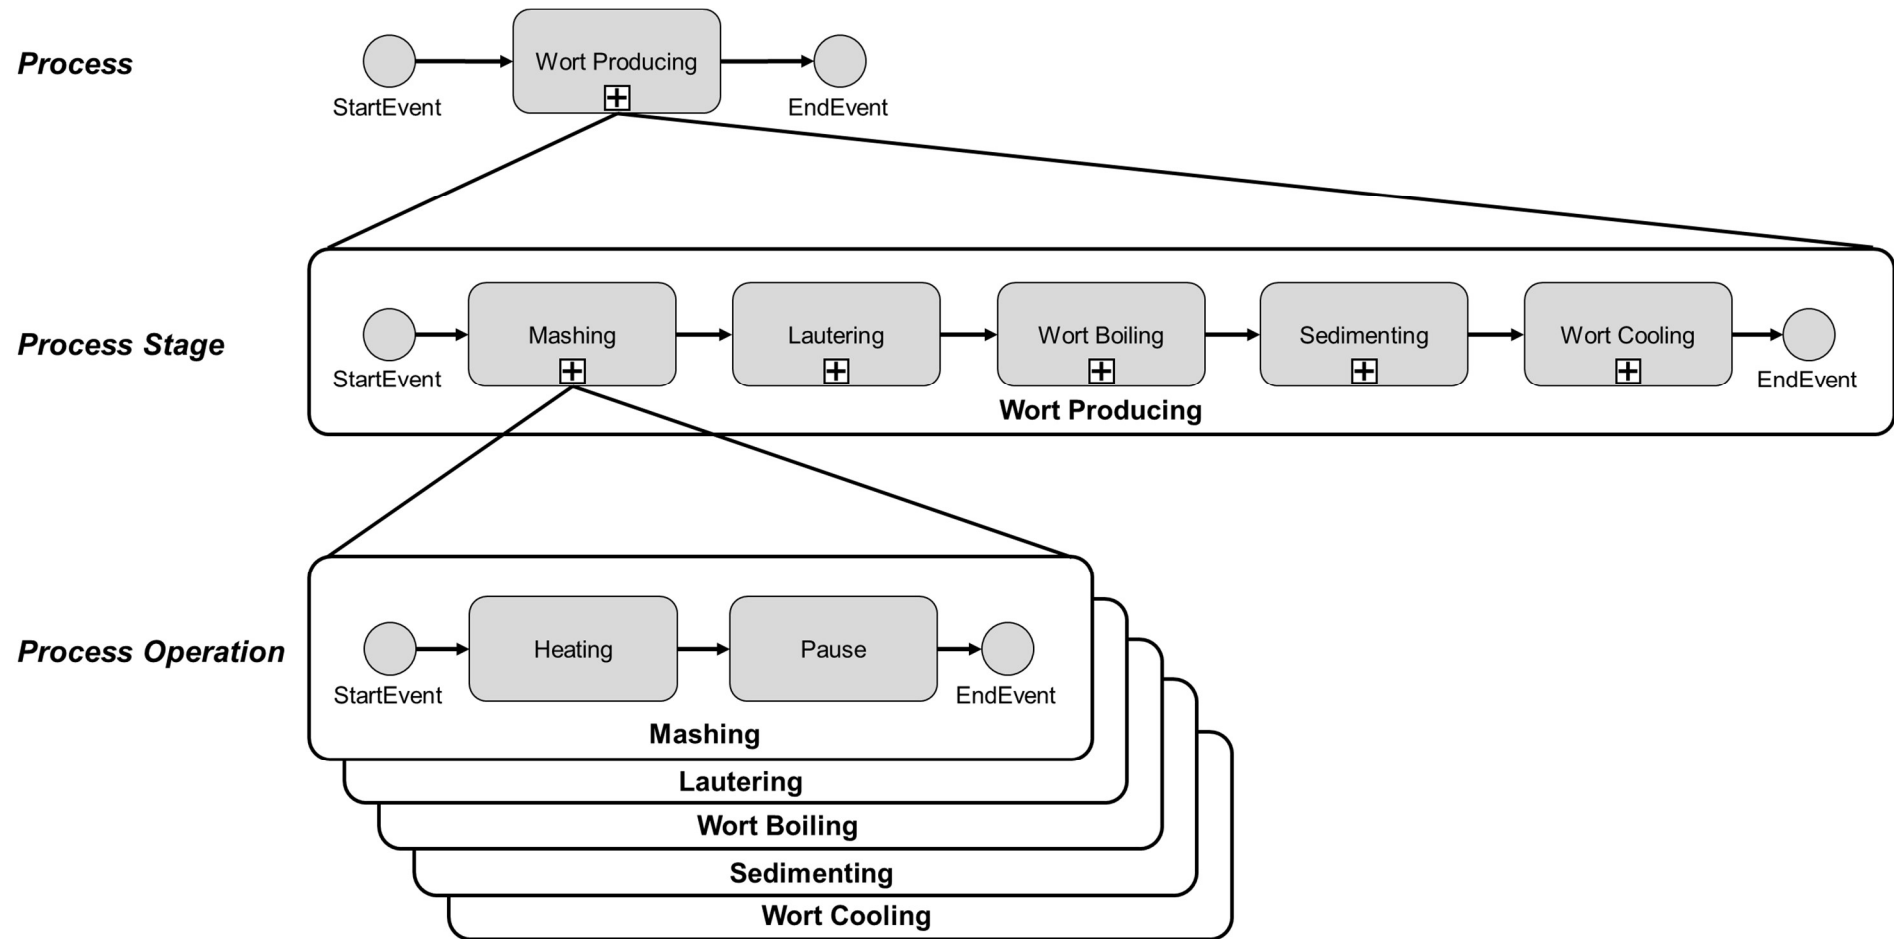 Process
Wort Producing
StartEvent
EndEvent
Process Stage
Mashing
Lautering
Wort Boiling
Sedimenting
Wort Cooling
StartEvent
EndEvent
Wort Producing
Process Operation
Heating
Pause
StartEvent
EndEvent
Mashing
Lautering
Wort Boiling
Sedimenting
Wort Cooling